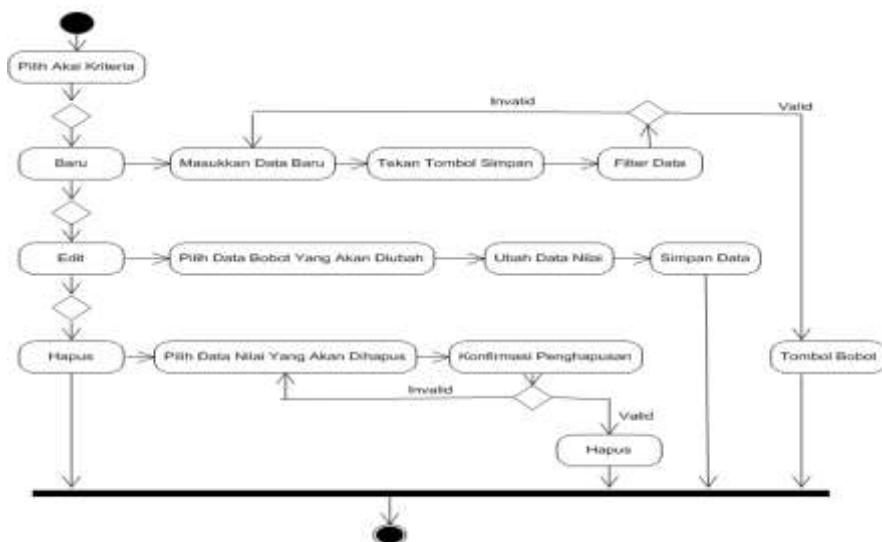 Pilih Aksi Kriteria
Invalid
Valid
Baru
Masukkan Data Baru
Tekan Tombol Simpan
Filter Data
Edit
Pilih Data Bobot Yang Akan Diubah
Ubah Data Nilai
Simpan Data
Hapus
Pilih Data Nilai Yang Akan Dihapus
Konfirmasi Penghapusan
Tombol Bobot
Invalid
Valid
Hapus